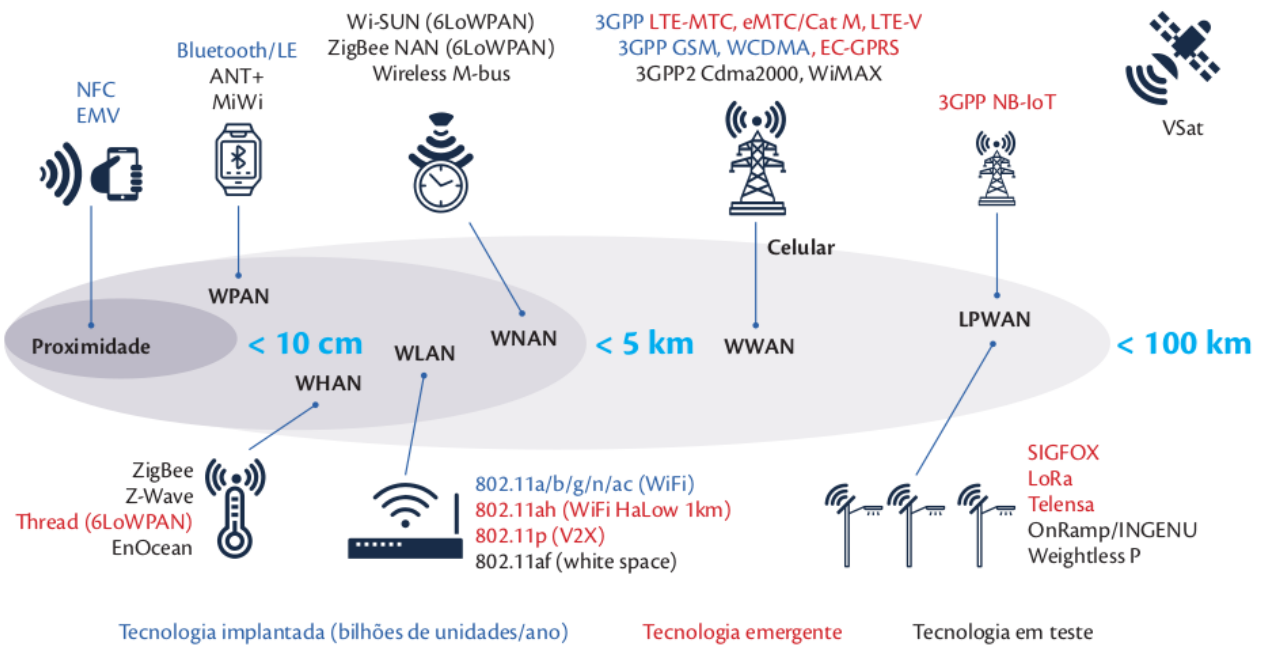 NFC
EMV
Bluetooth/LE
ANT+
MiWi
Wi-SUN (6LoWPAN)
ZigBee NAN (6LoWPAN)
Wireless M-bus
3GPP LTE-MTC, eMTC/Cat M, LTE-V
3GPP GSM, WCDMA, EC-GPRS
3GPP2 Cdma2000, WiMAX
3GPP NB-IoT
VSat
Celular
WPAN
Proximidade
< 10 cm
WHAN
WLAN
WNAN
< 5 km
WWAN
LPWAN
< 100 km
ZigBee
Z-Wave
Thread (6LoWPAN)
EnOcean
802.11a/b/g/n/ac (WiFi)
802.11ah (WiFi HaLow 1km)
802.11p (V2X)
802.11af (white space)
SIGFOX
LoRa
Telensa
OnRamp/INGENU
Weightless P
Tecnologia implantada (bilhões de unidades/ano)
Tecnologia emergente
Tecnologia em teste